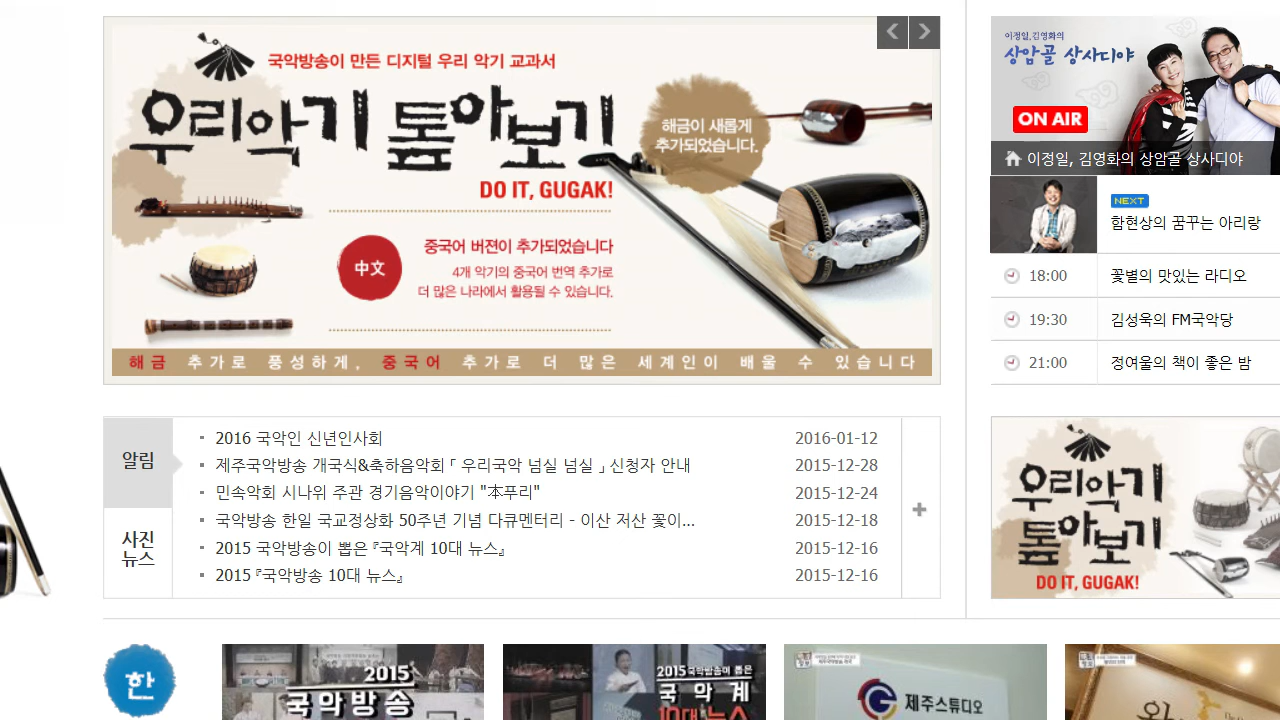 국악방송이 만든 디지털 우리 악기 교과서
우리악기 톺아보기
DO IT, GUGAK!
해금이 새롭게
추가되었습니다.
中文
중국어 버젼이 추가되었습니다
4개 악기의 중국어 번역 추가로
더 많은 나라에서 활용될 수 있습니다.
해금 추가로 풍성하게, 중국어 추가로 더 많은 세계인이 배울 수 있습니다
이정일, 김영화의
상암골 상사디야
ON AIR
이정일, 김영화의 상암골 상사디야
NEXT
함현상의 꿈꾸는 아리랑
18:00 꽃별의 맛있는 라디오
19:30 김성욱의 FM국악당
21:00 정여울의 책이 좋은 밤
알림
사진
뉴스
2016 국악인 신년인사회 2016-01-12
제주국악방송 개국식&축하음악회 「 우리국악 넘실 넘실 」 신청자 안내 2015-12-28
민속악회 시나위 주관 경기음악이야기 "本푸리" 2015-12-24
국악방송 한일 국교정상화 50주년 기념 다큐멘터리 - 이산 저산 꽃이... 2015-12-18
2015 국악방송이 뽑은 『국악계 10대 뉴스』 2015-12-16
2015 『국악방송 10대 뉴스』 2015-12-16
우리악기
톺아보기
DO IT, GUGAK!
한
2015
국악방송
2015 국악방송이 뽑은
국악계
10대 뉴스
제주스튜디오